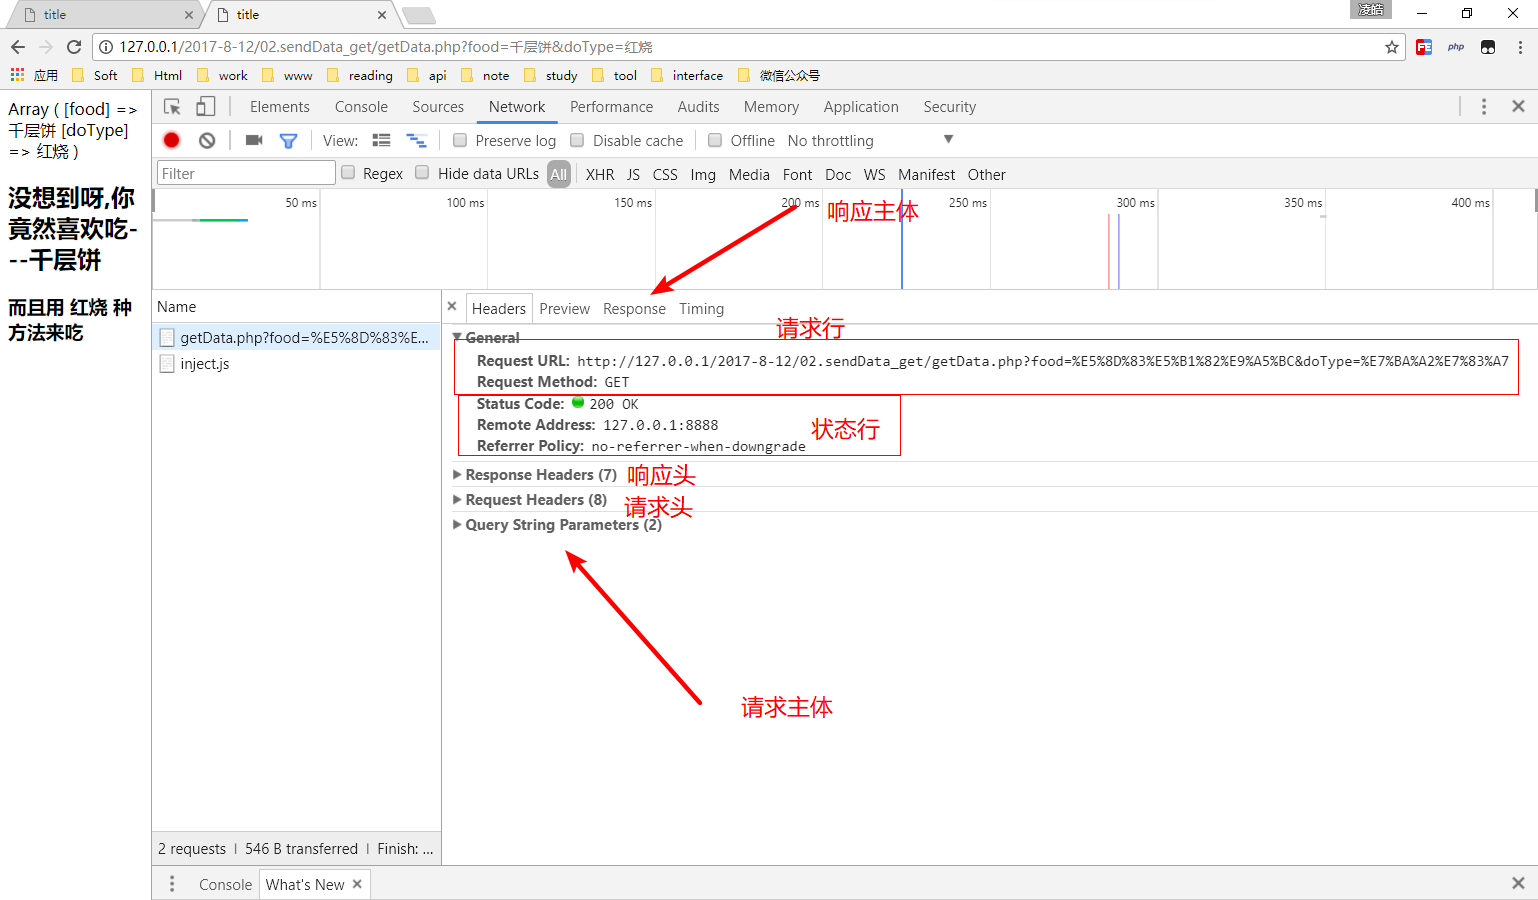 title
title
凌皓
127.0.0.1/2017-8-12/02.sendData_get/getData.php?food=千层饼&doType=红烧
FE
php
应用
Soft
Html
work
www
reading
api
note
study
tool
interface
微信公众号
Array ( [food] =>
千层饼 [doType]
=> 红烧 )
没想到呀,你
竟然喜欢吃-
--千层饼
而且用 红烧 种
方法来吃
Elements
Console
Sources
Network
Performance
Audits
Memory
Application
Security
View:
Preserve log
Disable cache
Offline
No throttling
Filter
Regex
Hide data URLs
All
XHR
JS
CSS
Img
Media
Font
Doc
WS
Manifest
Other
50 ms
100 ms
150 ms
200 ms
250 ms
300 ms
350 ms
400 ms
响应主体
Name
getData.php?food=%E5%8D%83%E...
inject.js
Headers
Preview
Response
Timing
请求行
General
Request URL: http://127.0.0.1/2017-8-12/02.sendData_get/getData.php?food=%E5%8D%83%E5%B1%82%E9%A5%BC&doType=%E7%BA%A2%E7%83%A7
Request Method: GET
Status Code: 200 OK
Remote Address: 127.0.0.1:8888
状态行
Referrer Policy: no-referrer-when-downgrade
Response Headers (7)
响应头
Request Headers (8)
请求头
Query String Parameters (2)
请求主体
2 requests | 546 B transferred | Finish: ...
Console
What's New